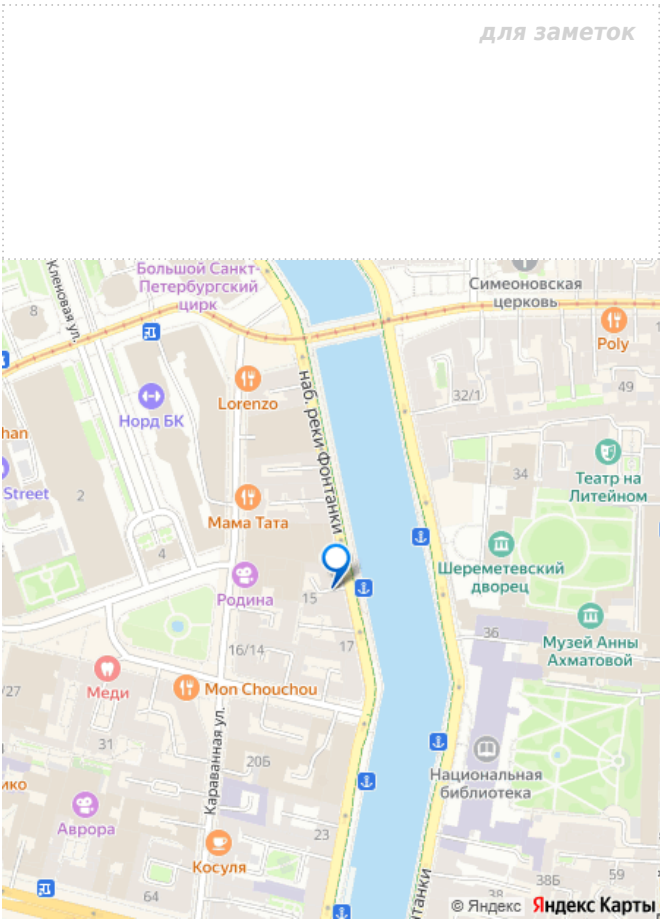 для заметок
Большой Санкт-
Петербургский
цирк
Кленовая ул.
8
Симеоновская
церковь
Poly
Lorenzo
наб. реки Фонтанки
32/1
49
Норд БК
han
Street
2
34
Театр на
Литейном
Мама Тата
4
Шереметевский
дворец
Родина
15
17
36
Музей Анны
Ахматовой
16/14
Меди
Mon Chouchou
/27
31
Караванная ул.
20Б
Национальная
библиотека
ико
Аврора
23
Косуля
64
нтанки
38
38Б
59
© Яндекс Яндекс Карты